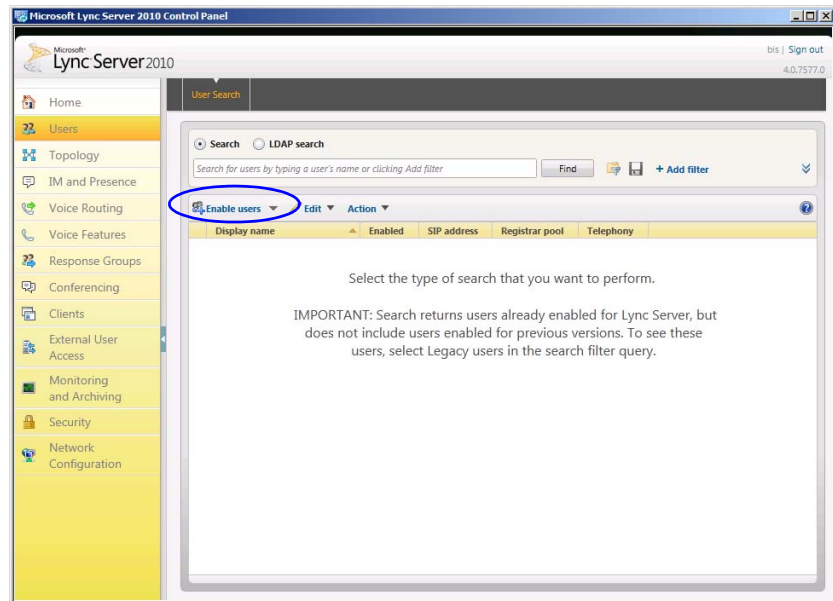 Microsoft Lync Server 2010 Control Panel
Microsoft®
Lync Server 2010
bis | Sign out
4.0.7577.0
Home
Users
Topology
IM and Presence
Voice Routing
Voice Features
Response Groups
Conferencing
Clients
External User
Access
Monitoring
and Archiving
Security
Network
Configuration
User Search
Search LDAP search
Search for users by typing a user's name or clicking Add filter Find + Add filter
Enable users Edit Action
Display name Enabled SIP address Registrar pool Telephony
Select the type of search that you want to perform.
IMPORTANT: Search returns users already enabled for Lync Server, but
does not include users enabled for previous versions. To see these
users, select Legacy users in the search filter query.